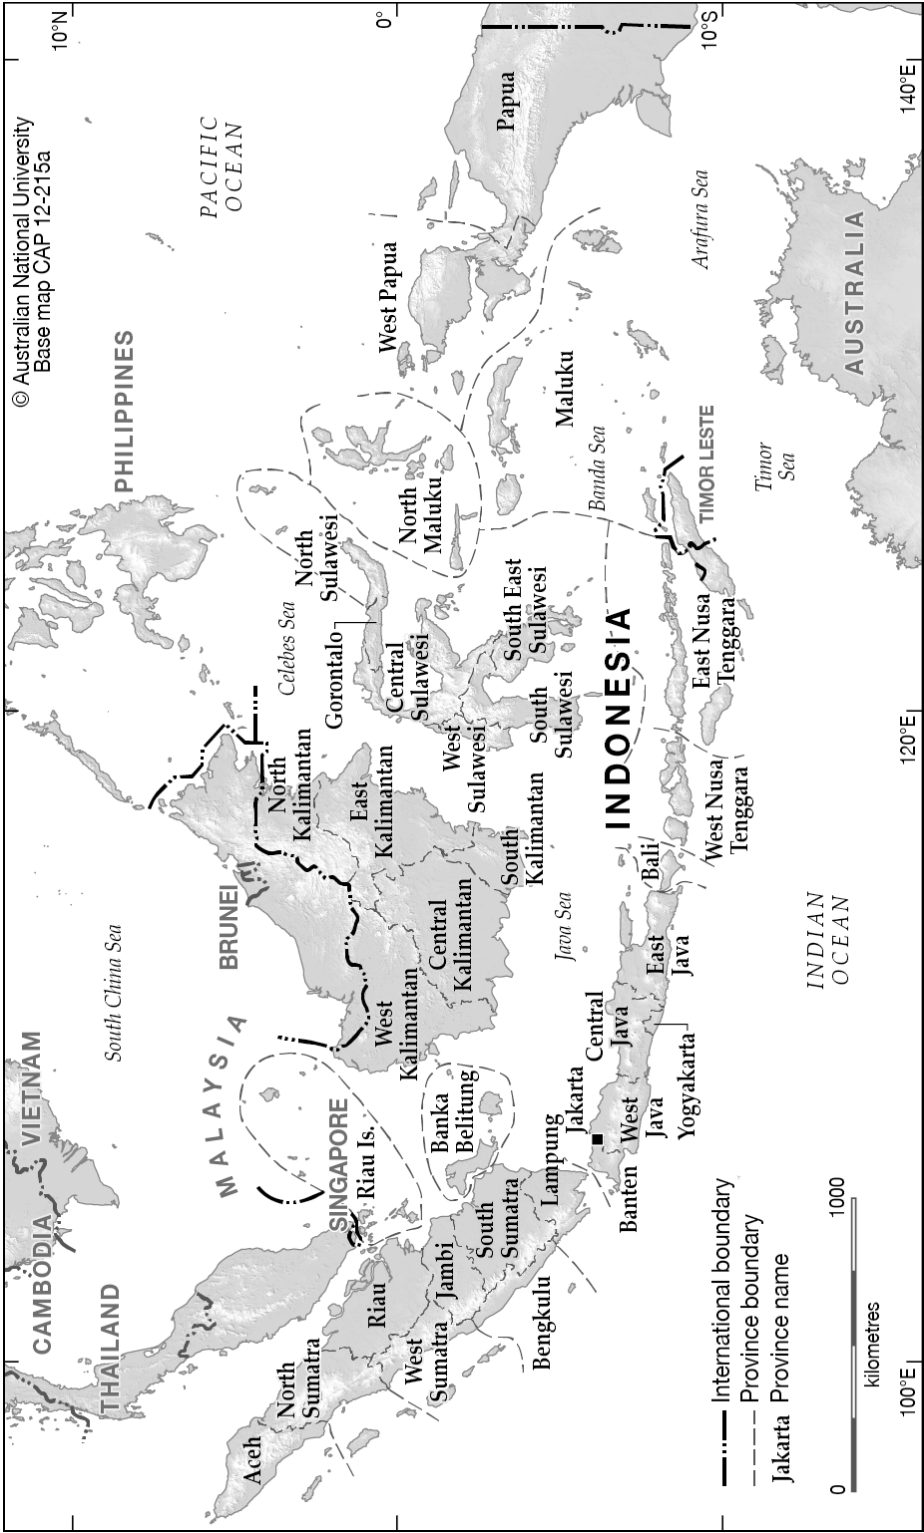 © Australian National University
Base map CAP 12-215a
10°N
0°
10°S
100°E
120°E
140°E
CAMBODIA
VIETNAM
THAILAND
PHILIPPINES
PACIFIC
OCEAN
South China Sea
MALAYSIA
BRUNEI
SINGAPORE
Celebes Sea
Aceh
North
Sumatra
Riau
Riau Is.
West
Sumatra
Jambi
South
Sumatra
Bengkulu
Lampung
Banka
Belitung
West
Kalimantan
Central
Kalimantan
North
Kalimantan
East
Kalimantan
South
Kalimantan
Gorontalo
North
Sulawesi
Central
Sulawesi
West
Sulawesi
South
Sulawesi
South East
Sulawesi
North
Maluku
Maluku
West Papua
Papua
Java Sea
Banda Sea
Arafura Sea
Timor
Sea
INDONESIA
Jakarta
Banten
West
Java
Central
Java
Yogyakarta
East
Java
Bali
West Nusa
Tenggara
East Nusa
Tenggara
TIMOR LESTE
AUSTRALIA
INDIAN
OCEAN
International boundary
Province boundary
Jakarta Province name
0 1000
kilometres